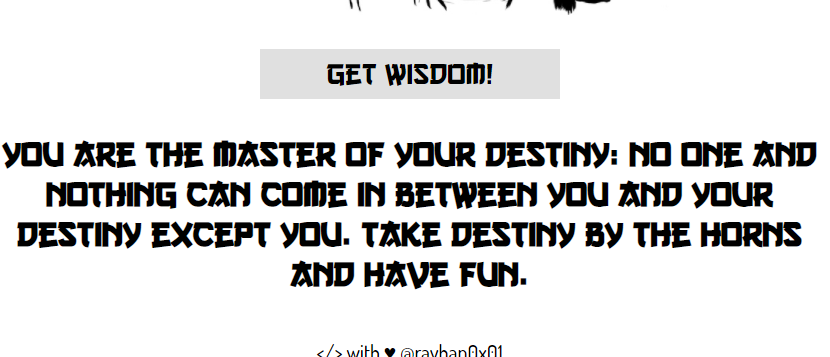 GET WISDOM!
YOU ARE THE MASTER OF YOUR DESTINY: NO ONE AND
NOTHING CAN COME IN BETWEEN YOU AND YOUR
DESTINY EXCEPT YOU. TAKE DESTINY BY THE HORNS
AND HAVE FUN.
</> with ♥ @rayhan0x01